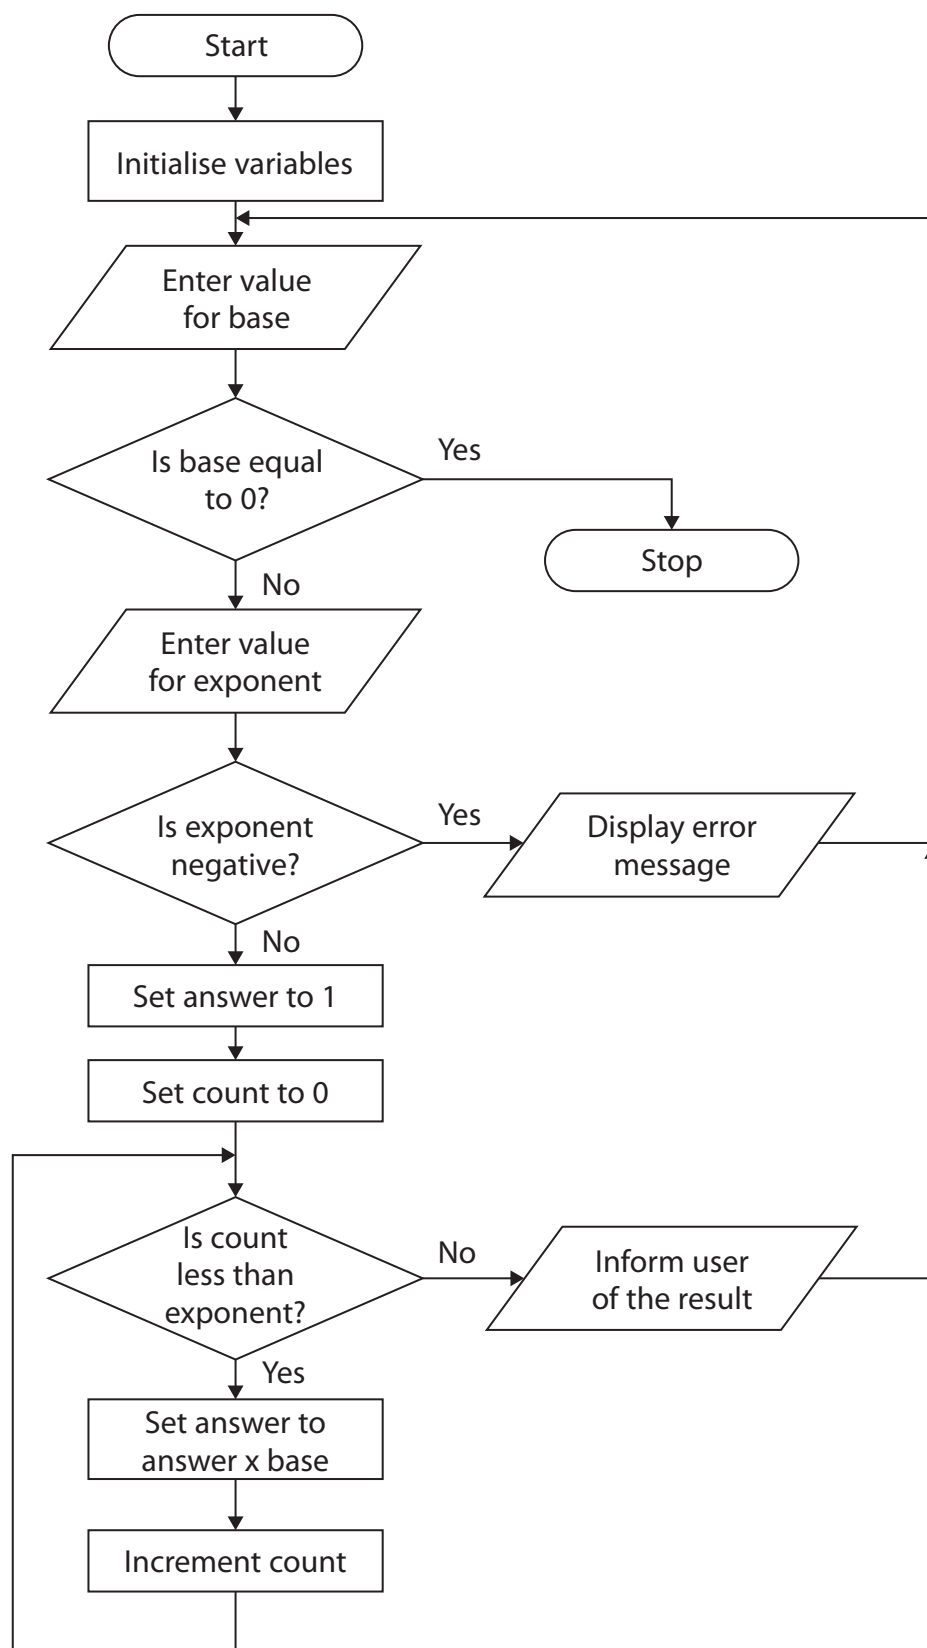 Start
Initialise variables
Enter value
for base
Is base equal
to 0?
Yes
Stop
No
Enter value
for exponent
Is exponent
negative?
Yes
Display error
message
No
Set answer to 1
Set count to 0
Is count
less than
exponent?
No
Inform user
of the result
Yes
Set answer to
answer x base
Increment count